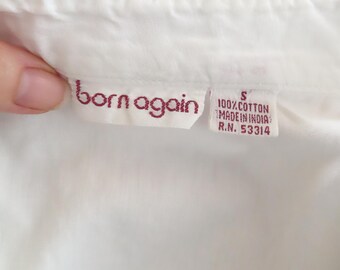 born again
S
100% COTTON
MADE IN INDIA
R.N. 53314